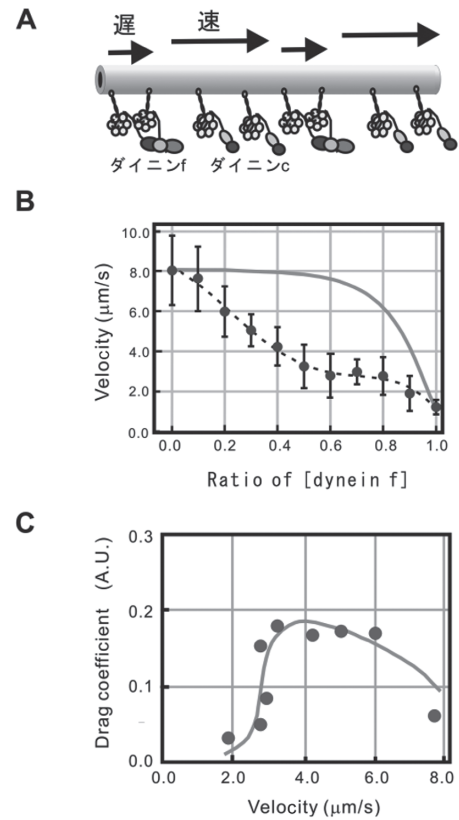 A
遅 速
ダイニンf ダイニンc
B
Velocity (μm/s)
10.0
8.0
6.0
4.0
2.0
0.0
0.0 0.2 0.4 0.6 0.8 1.0
Ratio of [dynein f]
C
Drag coefficient (A.U.)
0.3
0.2
0.1
0.0
0.0 2.0 4.0 6.0 8.0
Velocity (μm/s)